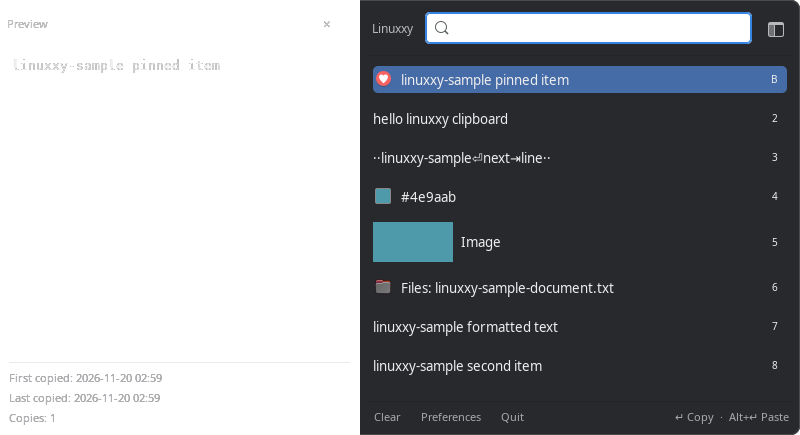 Preview ×
linuxxy-sample pinned item
First copied: 2026-11-20 02:59
Last copied: 2026-11-20 02:59
Copies: 1
Linuxxy
linuxxy-sample pinned item B
hello linuxxy clipboard 2
··linuxxy-sample⏎next⇥line·· 3
#4e9aab 4
Image 5
Files: linuxxy-sample-document.txt 6
linuxxy-sample formatted text 7
linuxxy-sample second item 8
Clear Preferences Quit ↵ Copy · Alt+↵ Paste